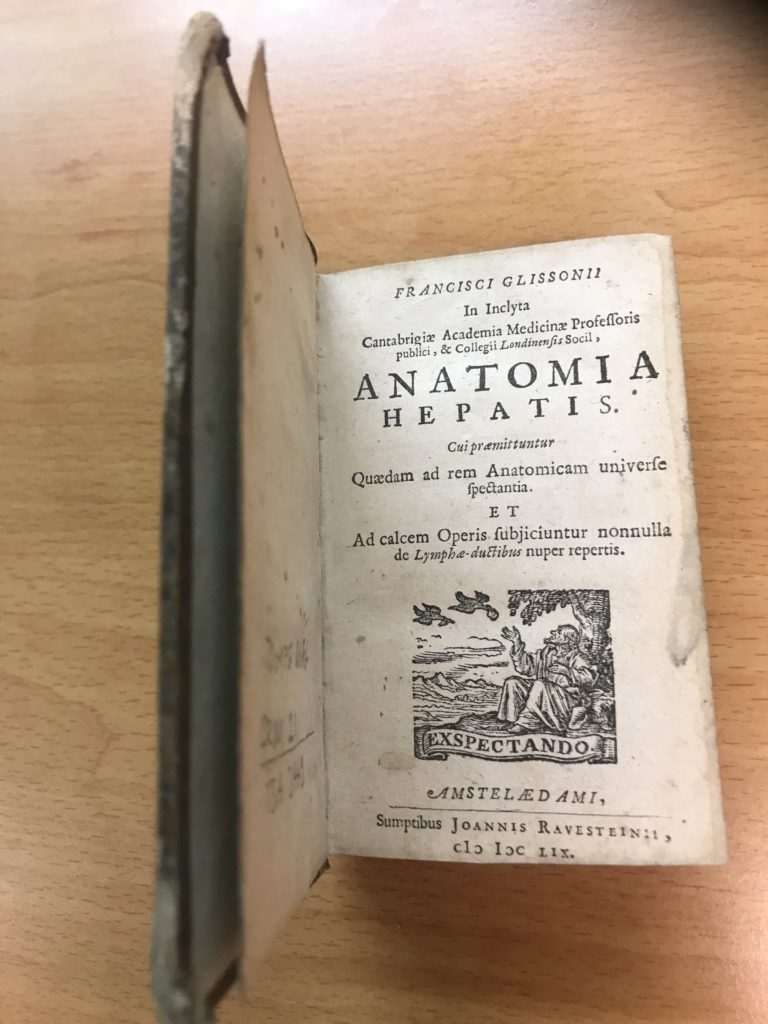 FRANCISCI GLISSONII
In Inclyta
Cantabrigiæ Academia Medicinæ Profeſſoris
publici, & Collegii Londinenſis Socii,
ANATOMIA
HEPATIS.
Cui præmittuntur
Quædam ad rem Anatomicam univerſe
ſpectantia.
ET
Ad calcem Operis ſubjiciuntur nonnulla
de Lymphæ-ductibus nuper repertis.
EXSPECTANDO.
AMSTELÆDAMI,
Sumptibus JOANNIS RAVESTEINII,
cIↄ Iↄc LIX.